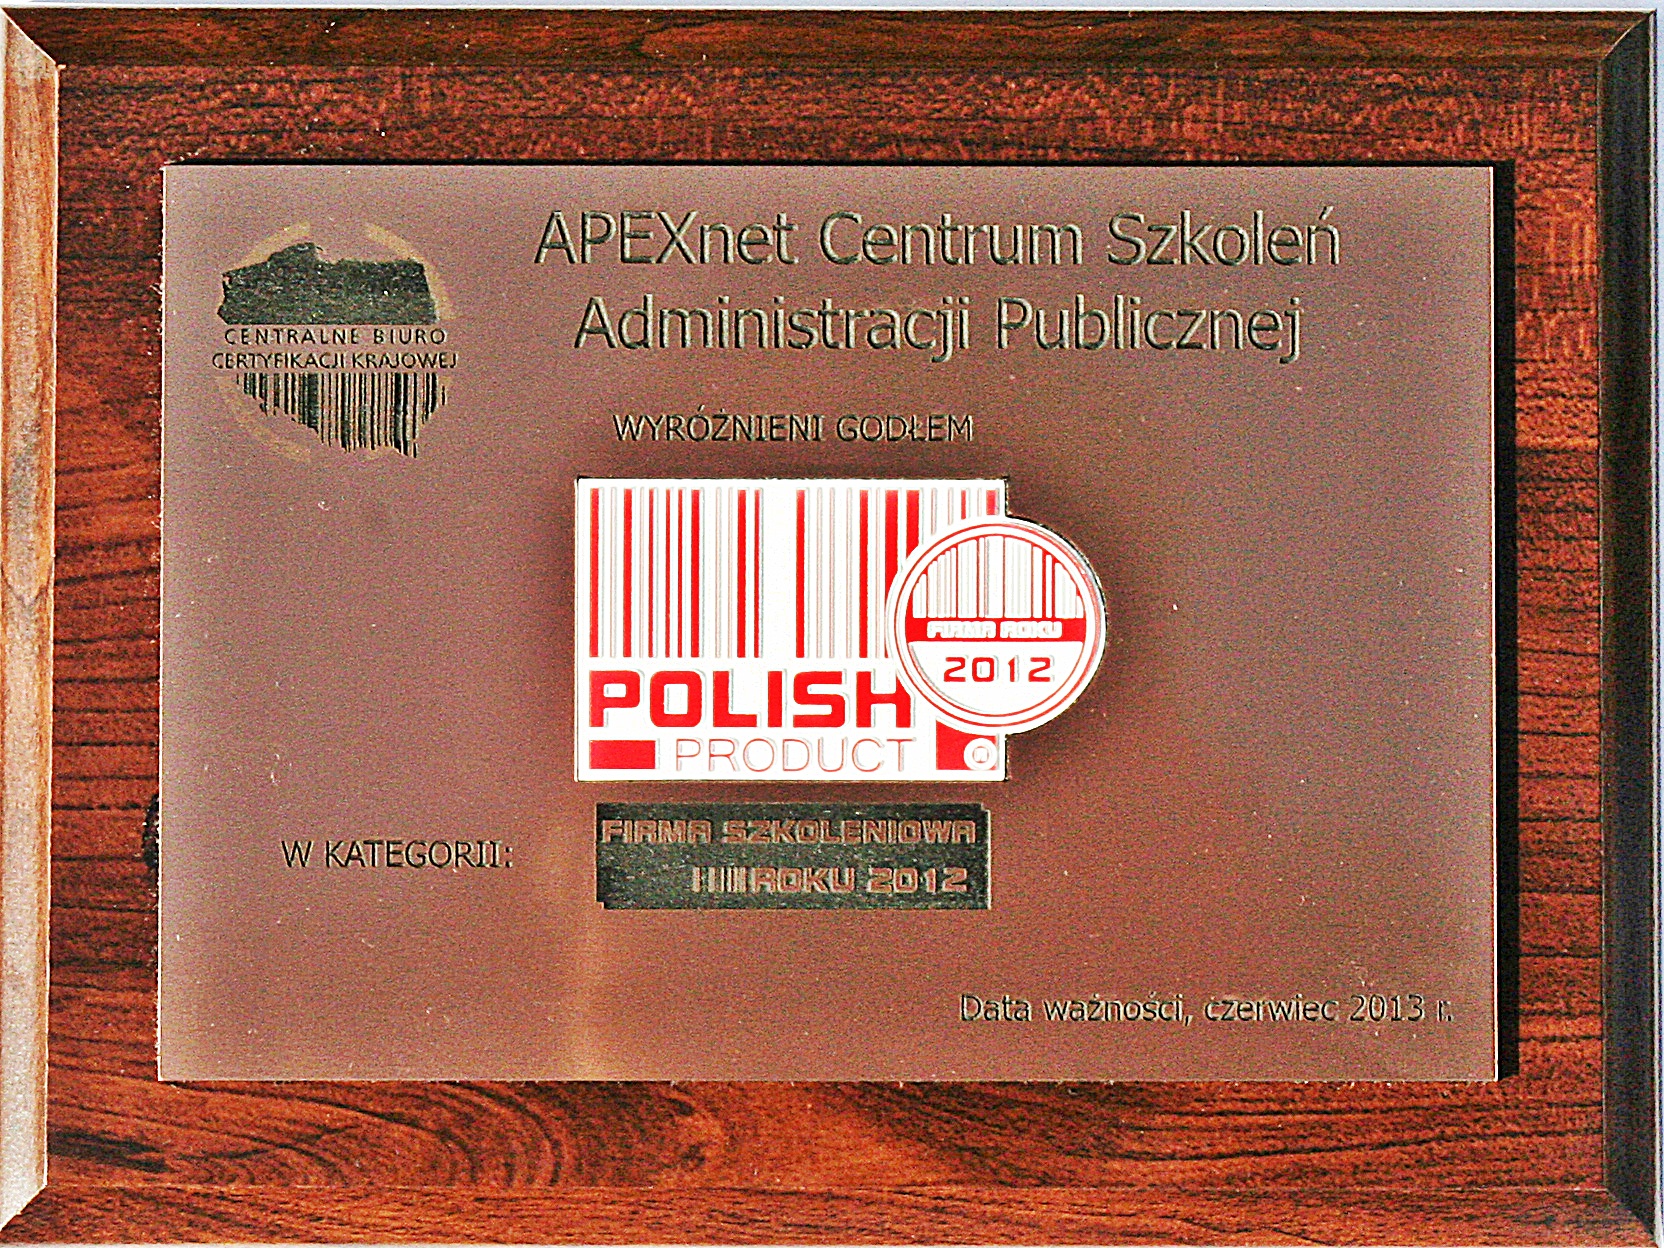 APEXnet Centrum Szkoleń
Administracji Publicznej
CENTRALNE BIURO
CERTYFIKACJI KRAJOWEJ
WYRÓŻNIENI GODŁEM
FIRMA ROKU
2012
POLISH
PRODUCT
®
W KATEGORII:
FIRMA SZKOLENIOWA
ROKU 2012
Data ważności, czerwiec 2013 r.